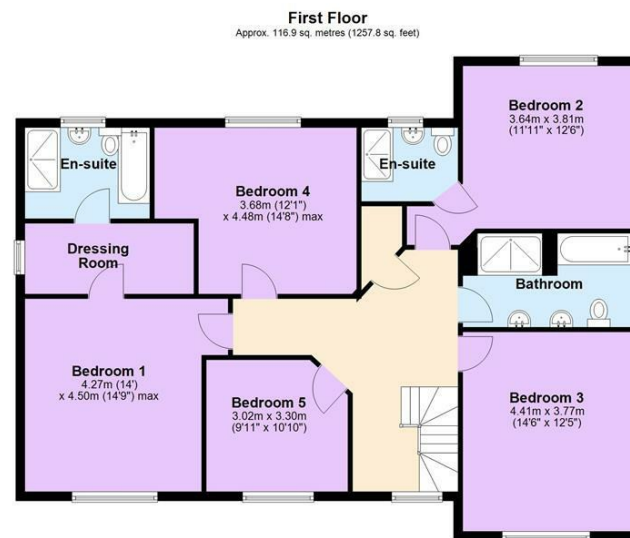 First Floor
Approx. 116.9 sq. metres (1257.8 sq. feet)
Bedroom 2
3.64m x 3.81m
(11'11" x 12'6")
En-suite
En-suite
Bedroom 4
3.68m (12'1")
x 4.48m (14'8") max
Dressing
Room
Bathroom
Bedroom 1
4.27m (14')
x 4.50m (14'9") max
Bedroom 5
3.02m x 3.30m
(9'11" x 10'10")
Bedroom 3
4.41m x 3.77m
(14'6" x 12'5")